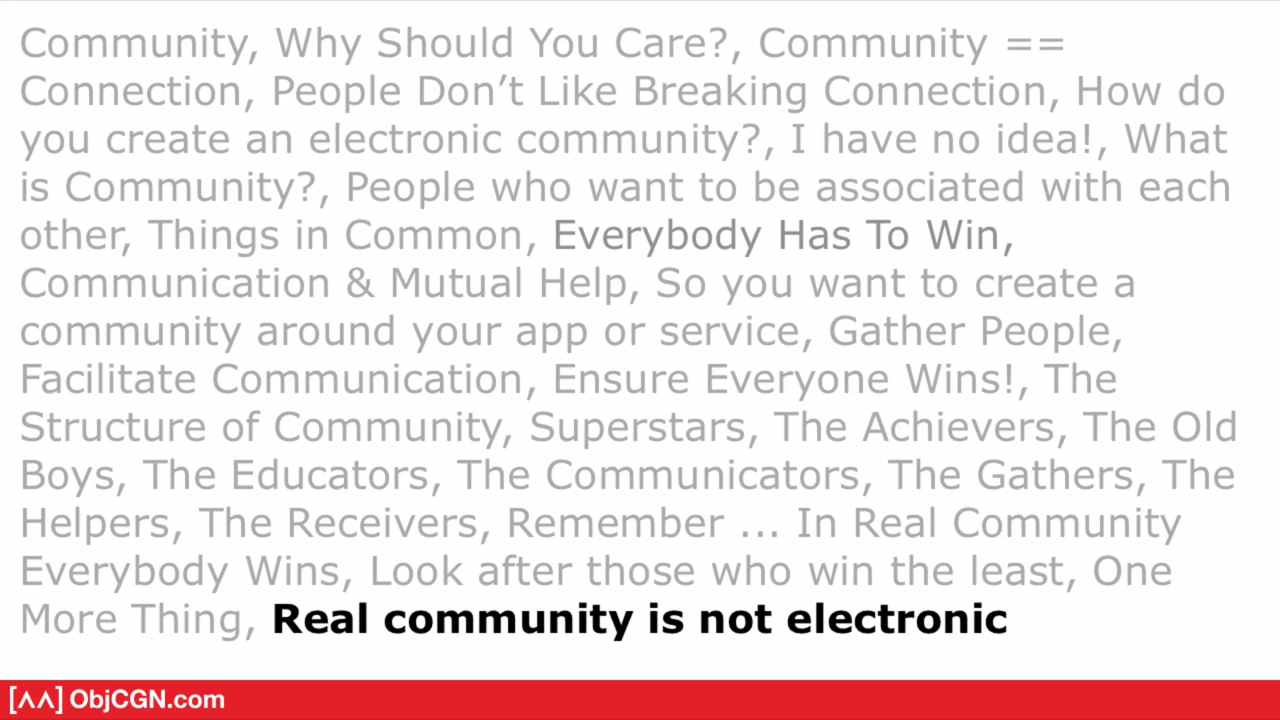 Community, Why Should You Care?, Community ==
Connection, People Don’t Like Breaking Connection, How do
you create an electronic community?, I have no idea!, What
is Community?, People who want to be associated with each
other, Things in Common, Everybody Has To Win,
Communication & Mutual Help, So you want to create a
community around your app or service, Gather People,
Facilitate Communication, Ensure Everyone Wins!, The
Structure of Community, Superstars, The Achievers, The Old
Boys, The Educators, The Communicators, The Gathers, The
Helpers, The Receivers, Remember ... In Real Community
Everybody Wins, Look after those who win the least, One
More Thing, Real community is not electronic
[ʌʌ] ObjCGN.com